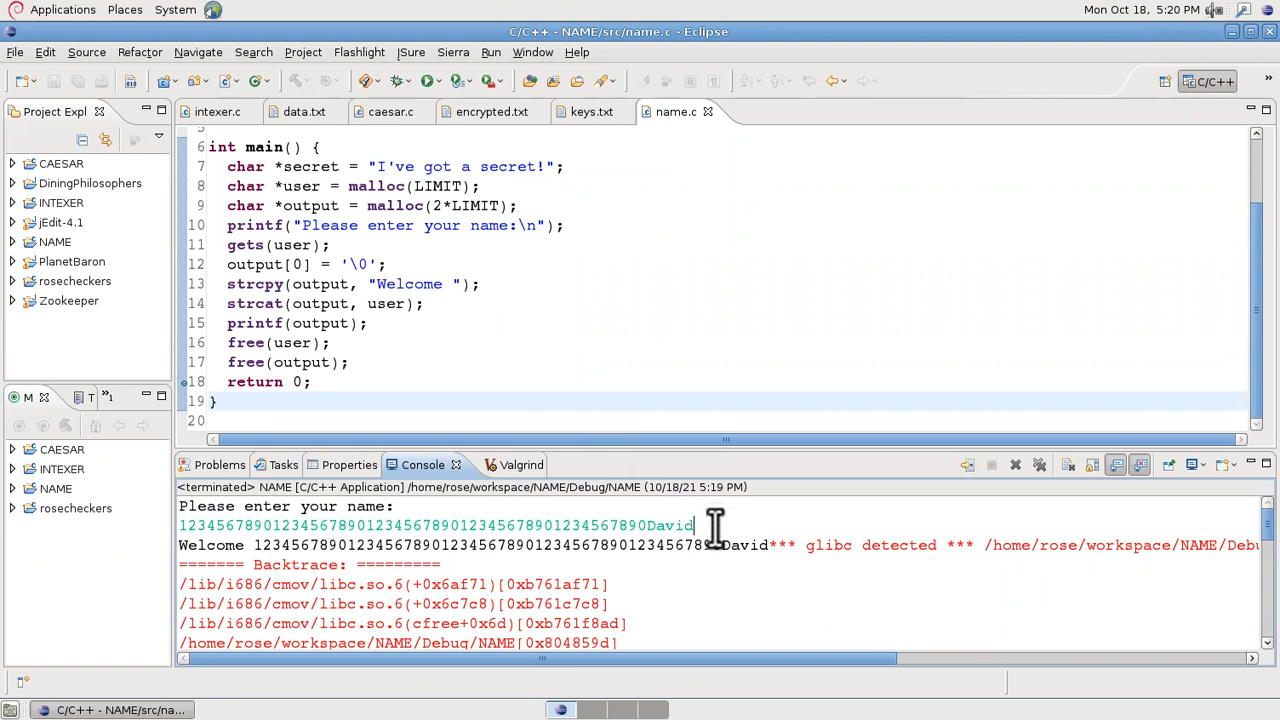 Applications Places System Mon Oct 18, 5:20 PM
C/C++ - NAME/src/name.c - Eclipse
File Edit Source Refactor Navigate Search Project Flashlight JSure Sierra Run Window Help
C/C++
Project Expl intexer.c data.txt caesar.c encrypted.txt keys.txt name.c
CAESAR
DiningPhilosophers
INTEXER
jEdit-4.1
NAME
PlanetBaron
rosecheckers
Zookeeper
5
6 int main() {
7 char *secret = "I've got a secret!";
8 char *user = malloc(LIMIT);
9 char *output = malloc(2*LIMIT);
10 printf("Please enter your name:\n");
11 gets(user);
12 output[0] = '\0';
13 strcpy(output, "Welcome ");
14 strcat(output, user);
15 printf(output);
16 free(user);
17 free(output);
18 return 0;
19 }
20
M T »1
CAESAR
INTEXER
NAME
rosecheckers
Problems Tasks Properties Console Valgrind
<terminated> NAME [C/C++ Application] /home/rose/workspace/NAME/Debug/NAME (10/18/21 5:19 PM)
Please enter your name:
12345678901234567890123456789012345678901234567890David
Welcome 1234567890123456789012345678901234567890123456789 David*** glibc detected *** /home/rose/workspace/NAME/Debu
======= Backtrace: =========
/lib/i686/cmov/libc.so.6(+0x6af71)[0xb761af71]
/lib/i686/cmov/libc.so.6(+0x6c7c8)[0xb761c7c8]
/lib/i686/cmov/libc.so.6(cfree+0x6d)[0xb761f8ad]
/home/rose/workspace/NAME/Debug/NAME[0x804859d]
C/C++ - NAME/src/na...